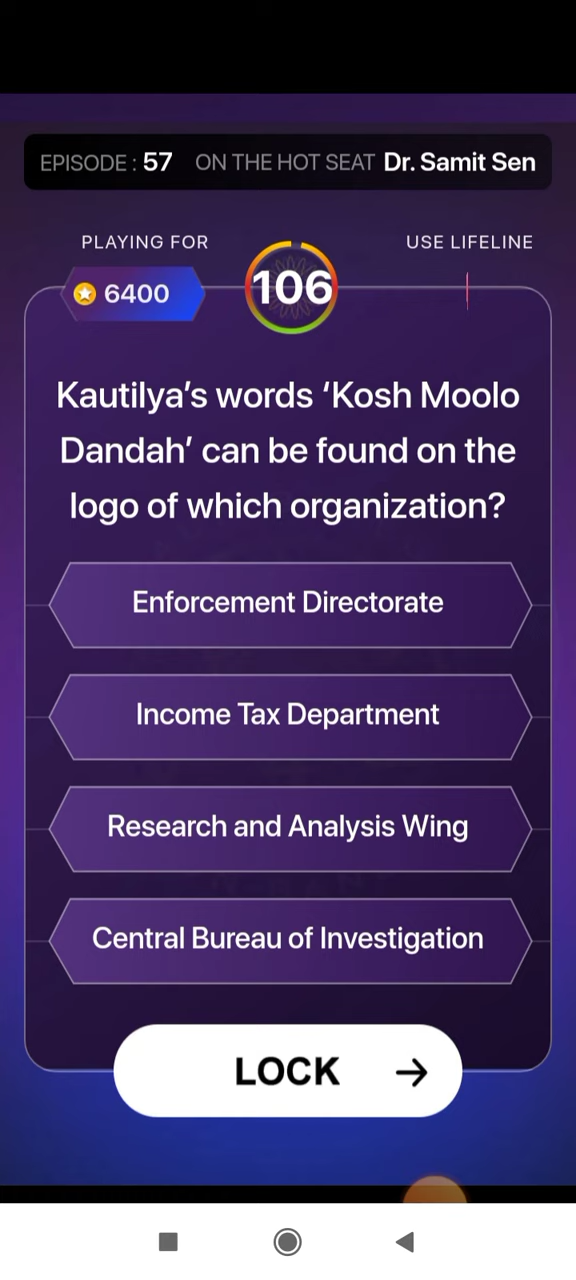 EPISODE : 57 ON THE HOT SEAT Dr. Samit Sen
PLAYING FOR
USE LIFELINE
6400
106
Kautilya’s words ‘Kosh Moolo
Dandah’ can be found on the
logo of which organization?
Enforcement Directorate
Income Tax Department
Research and Analysis Wing
Central Bureau of Investigation
LOCK